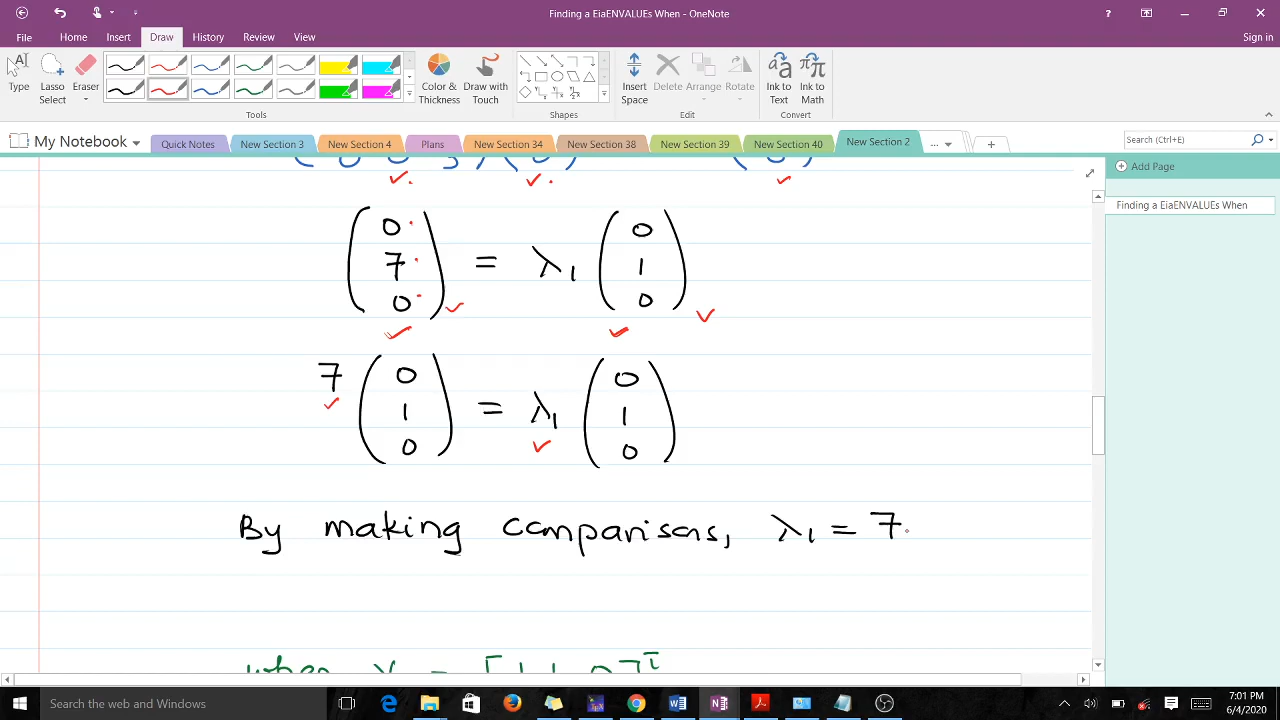 Finding a EiaENVALUEs When - OneNote
File Home Insert Draw History Review View
Sign in
Type Lasso Select Eraser
Color & Thickness Draw with Touch
Insert Space Delete Arrange Rotate
Ink to Text Ink to Math
Tools Shapes Edit Convert
My Notebook Quick Notes New Section 3 New Section 4 Plans New Section 34 New Section 38 New Section 39 New Section 40 New Section 2 ...
Search (Ctrl+E)
Add Page
Finding a EiaENVALUEs When
(0 7 0) = λ1 (0 1 0)
7 (0 1 0) = λ1 (0 1 0)
By making comparisons, λ1 = 7
Search the web and Windows
7:01 PM
6/4/2020